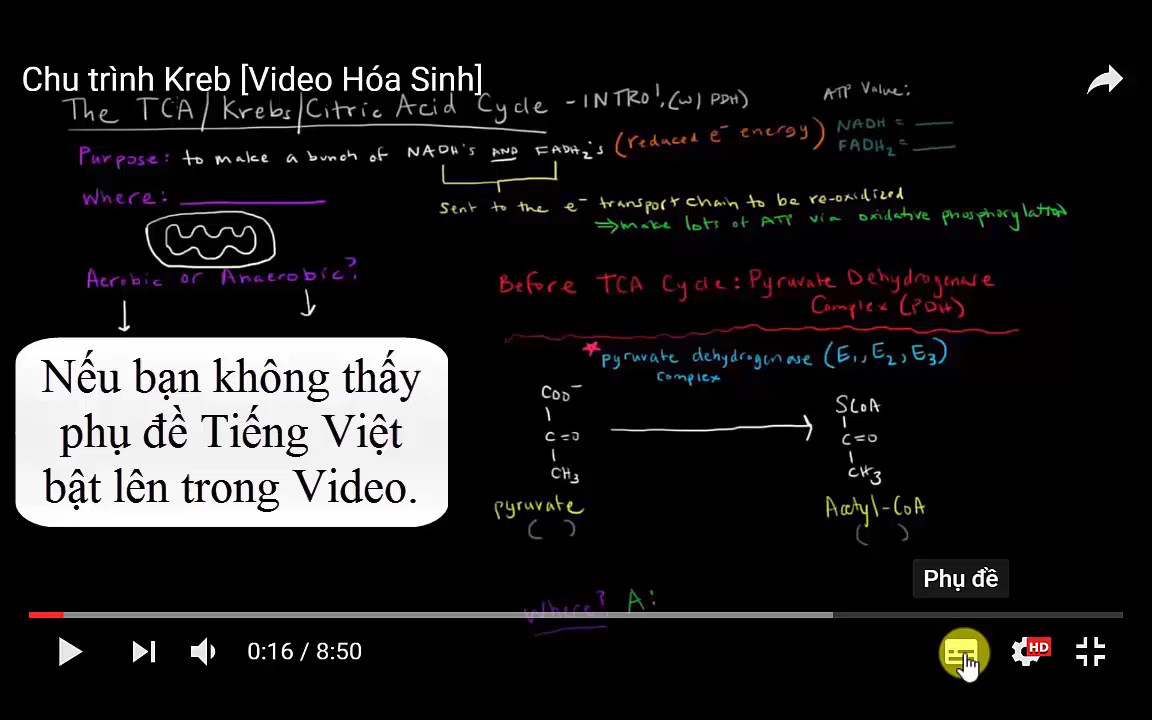 Chu trình Kreb [Video Hóa Sinh]
The TCA/Krebs/Citric Acid Cycle - INTRO! (w/ PDH)
ATP Value:
NADH = ___
FADH2 = ___
Purpose: to make a bunch of NADH's AND FADH2's (reduced e- energy)
Where: ___
Sent to the e- transport chain to be re-oxidized
⇒ make lots of ATP via oxidative phosphorylation
Aerobic or Anaerobic?
Before TCA Cycle: Pyruvate Dehydrogenase
Complex (PDH)
Nếu bạn không thấy
phụ đề Tiếng Việt
bật lên trong Video.
* pyruvate dehydrogenase (E1, E2, E3)
complex
COO-
C=O
CH3
pyruvate
( )
SCoA
C=O
CH3
Acetyl-CoA
( )
Phụ đề
Where? A:
0:16 / 8:50
HD